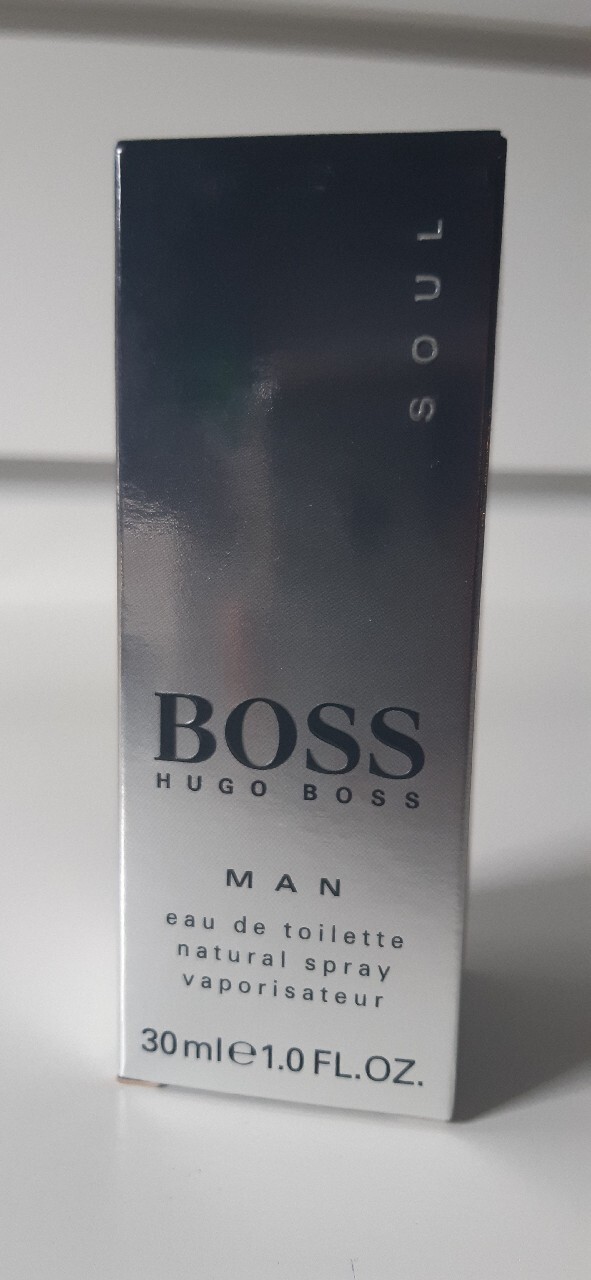 SOUL
BOSS
HUGO BOSS
MAN
eau de toilette
natural spray
vaporisateur
30ml℮1.0 FL.OZ.